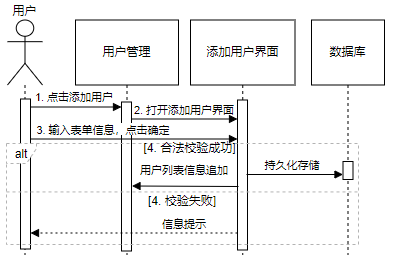 用户
用户管理
添加用户界面
数据库
1. 点击添加用户
2. 打开添加用户界面
3. 输入表单信息，点击确定
alt
[4. 合法校验成功]
用户列表信息追加
持久化存储
[4. 校验失败]
信息提示